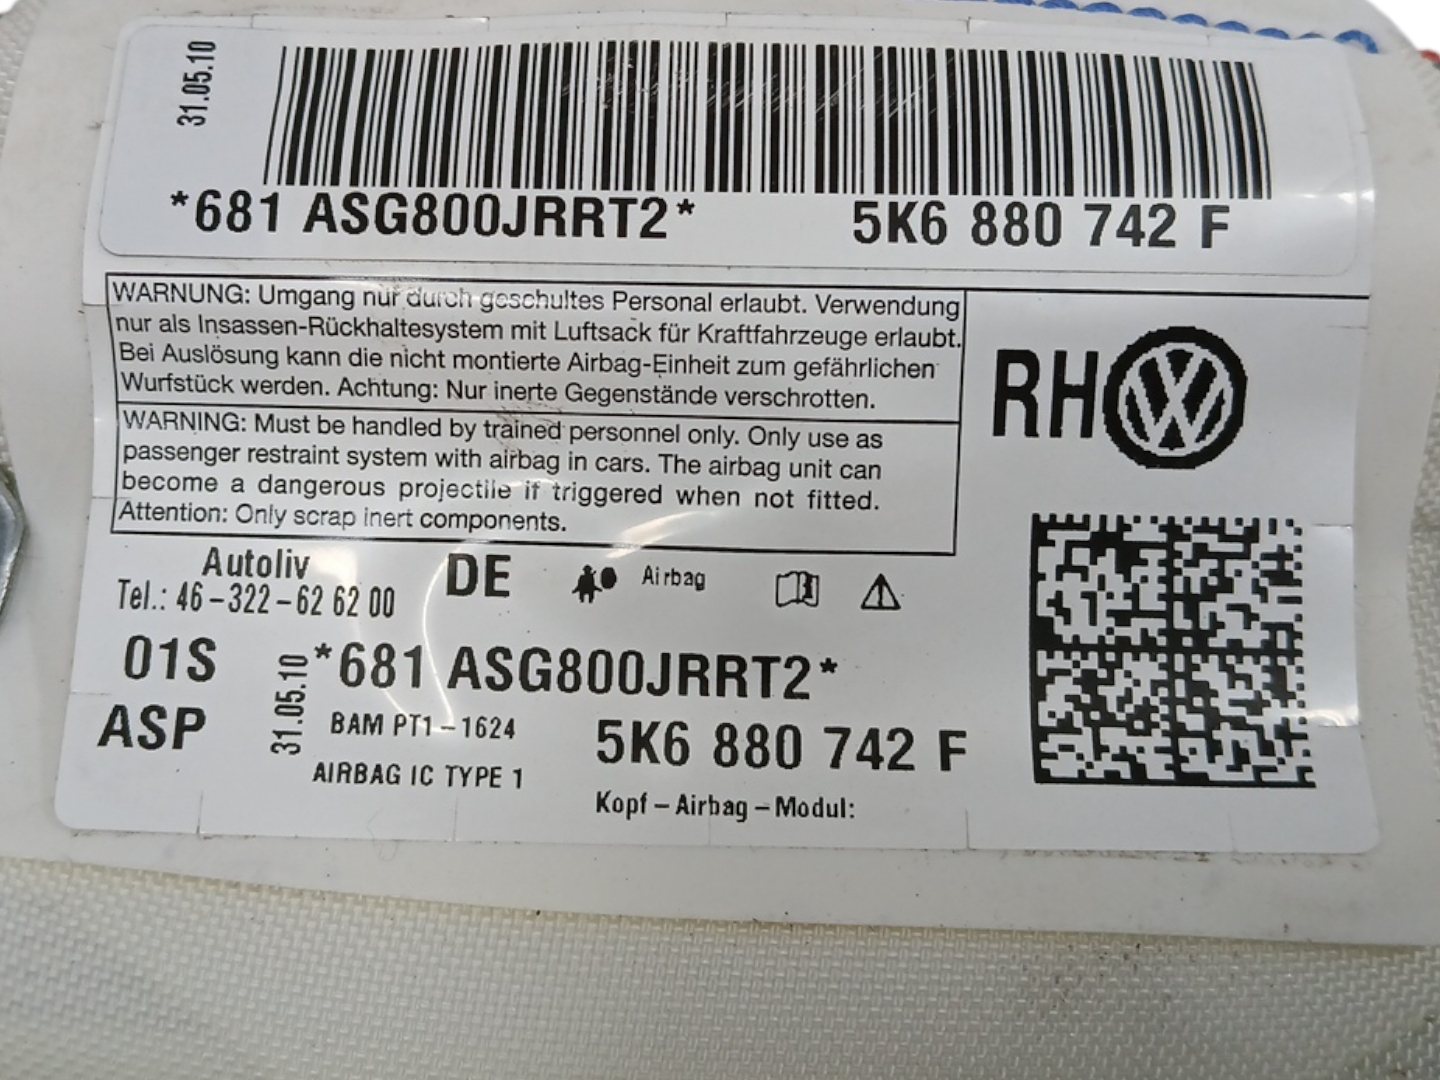 31.05.10
*681 ASG800JRRT2* 5K6 880 742 F
WARNUNG: Umgang nur durch geschultes Personal erlaubt. Verwendung
nur als Insassen-Rückhaltesystem mit Luftsack für Kraftfahrzeuge erlaubt.
Bei Auslösung kann die nicht montierte Airbag-Einheit zum gefährlichen
Wurfstück werden. Achtung: Nur inerte Gegenstände verschrotten.
WARNING: Must be handled by trained personnel only. Only use as
passenger restraint system with airbag in cars. The airbag unit can
become a dangerous projectile if triggered when not fitted.
Attention: Only scrap inert components.
RH
Autoliv DE Airbag
Tel.: 46-322-62 62 00
01S *681 ASG800JRRT2*
31.05.10
ASP BAM PT1-1624 5K6 880 742 F
AIRBAG IC TYPE 1
Kopf-Airbag-Modul: